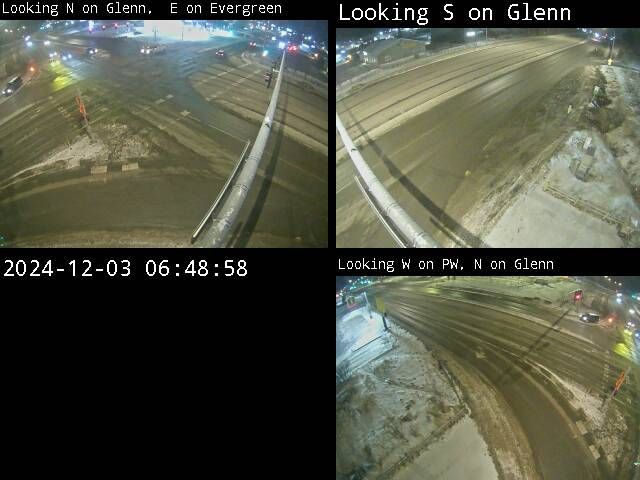 Looking N on Glenn,  E on Evergreen
Looking S on Glenn
2024-12-03 06:48:58
Looking W on PW, N on Glenn